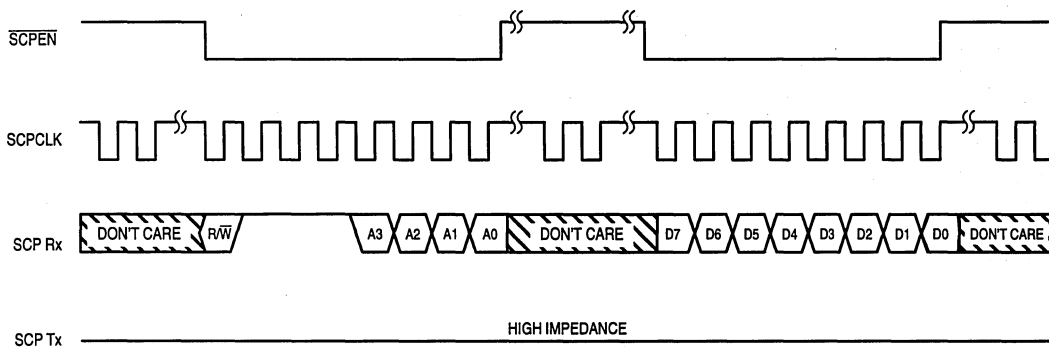 SCPEN
SCPCLK
SCP Rx DON'T CARE R/W A3 A2 A1 A0 DON'T CARE D7 D6 D5 D4 D3 D2 D1 D0 DON'T CARE
HIGH IMPEDANCE
SCP Tx